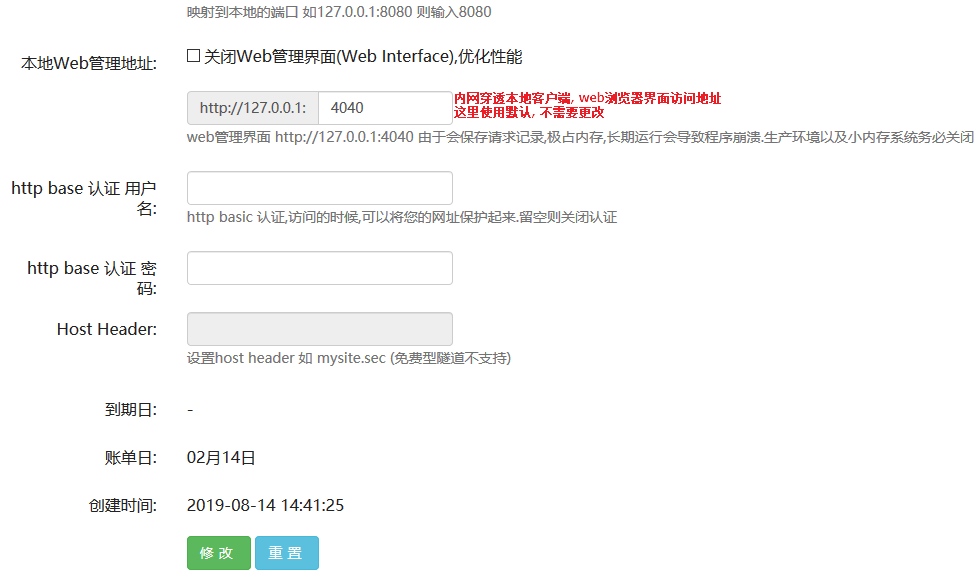 映射到本地的端口 如127.0.0.1:8080 则输入8080
本地Web管理地址:
关闭Web管理界面(Web Interface),优化性能
http://127.0.0.1: 4040
内网穿透本地客户端, web浏览器界面访问地址
这里使用默认, 不需要更改
web管理界面 http://127.0.0.1:4040 由于会保存请求记录,极占内存,长期运行会导致程序崩溃.生产环境以及小内存系统务必关闭
http base 认证 用户
名:
http basic 认证,访问的时候,可以将您的网址保护起来.留空则关闭认证
http base 认证 密
码:
Host Header:
设置host header 如 mysite.sec (免费型隧道不支持)
到期日: -
账单日: 02月14日
创建时间: 2019-08-14 14:41:25
修 改 重 置